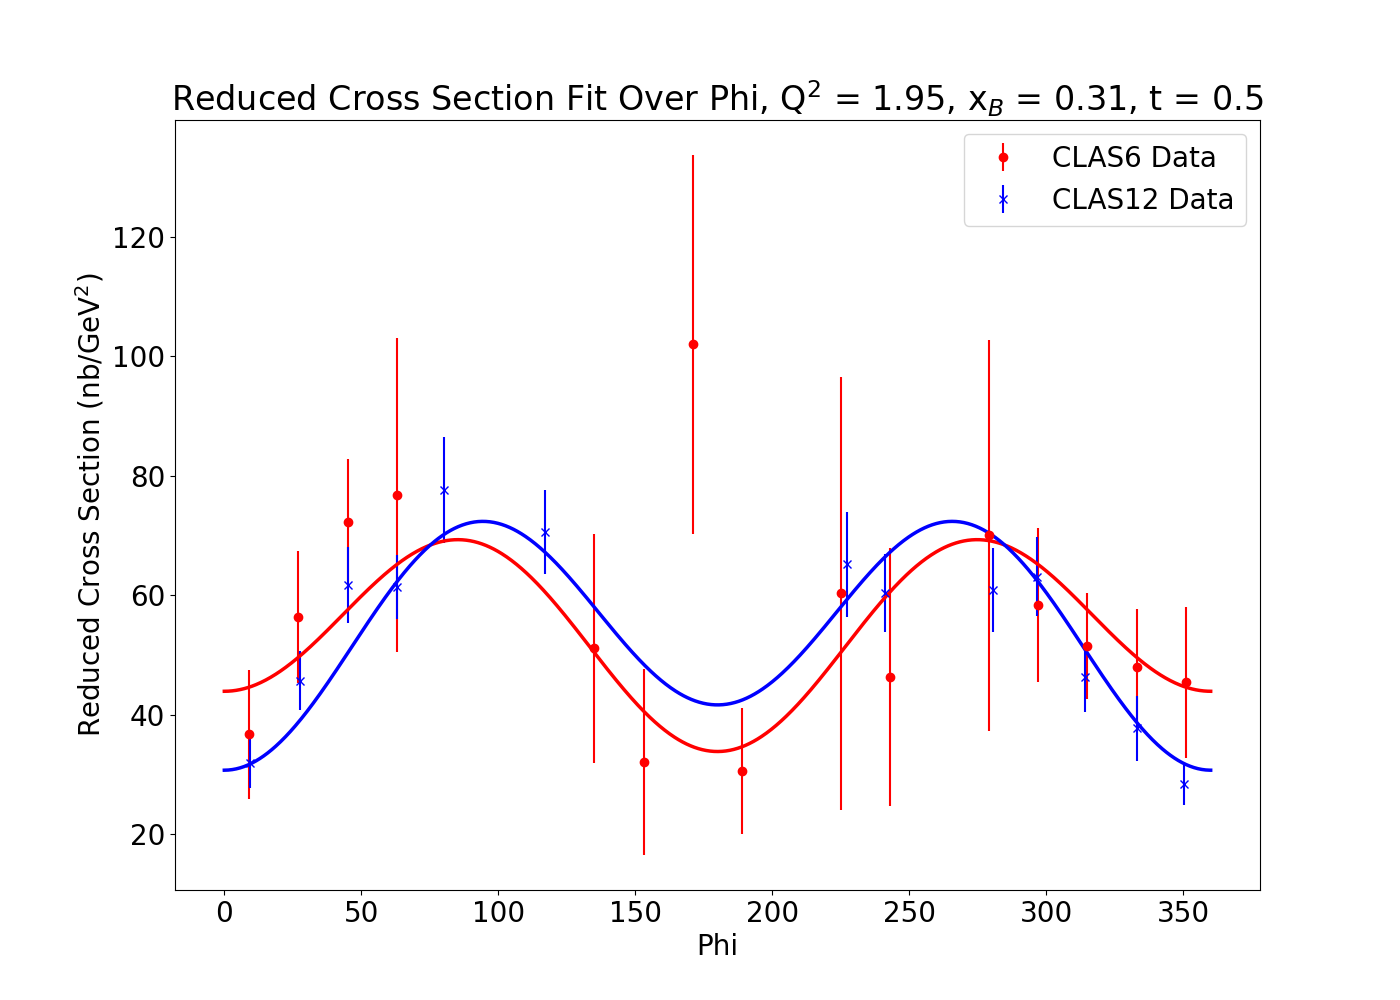 Reduced Cross Section Fit Over Phi, Q² = 1.95, x_B = 0.31, t = 0.5
CLAS6 Data
CLAS12 Data
Reduced Cross Section (nb/GeV²)
120
100
80
60
40
20
0 50 100 150 200 250 300 350
Phi